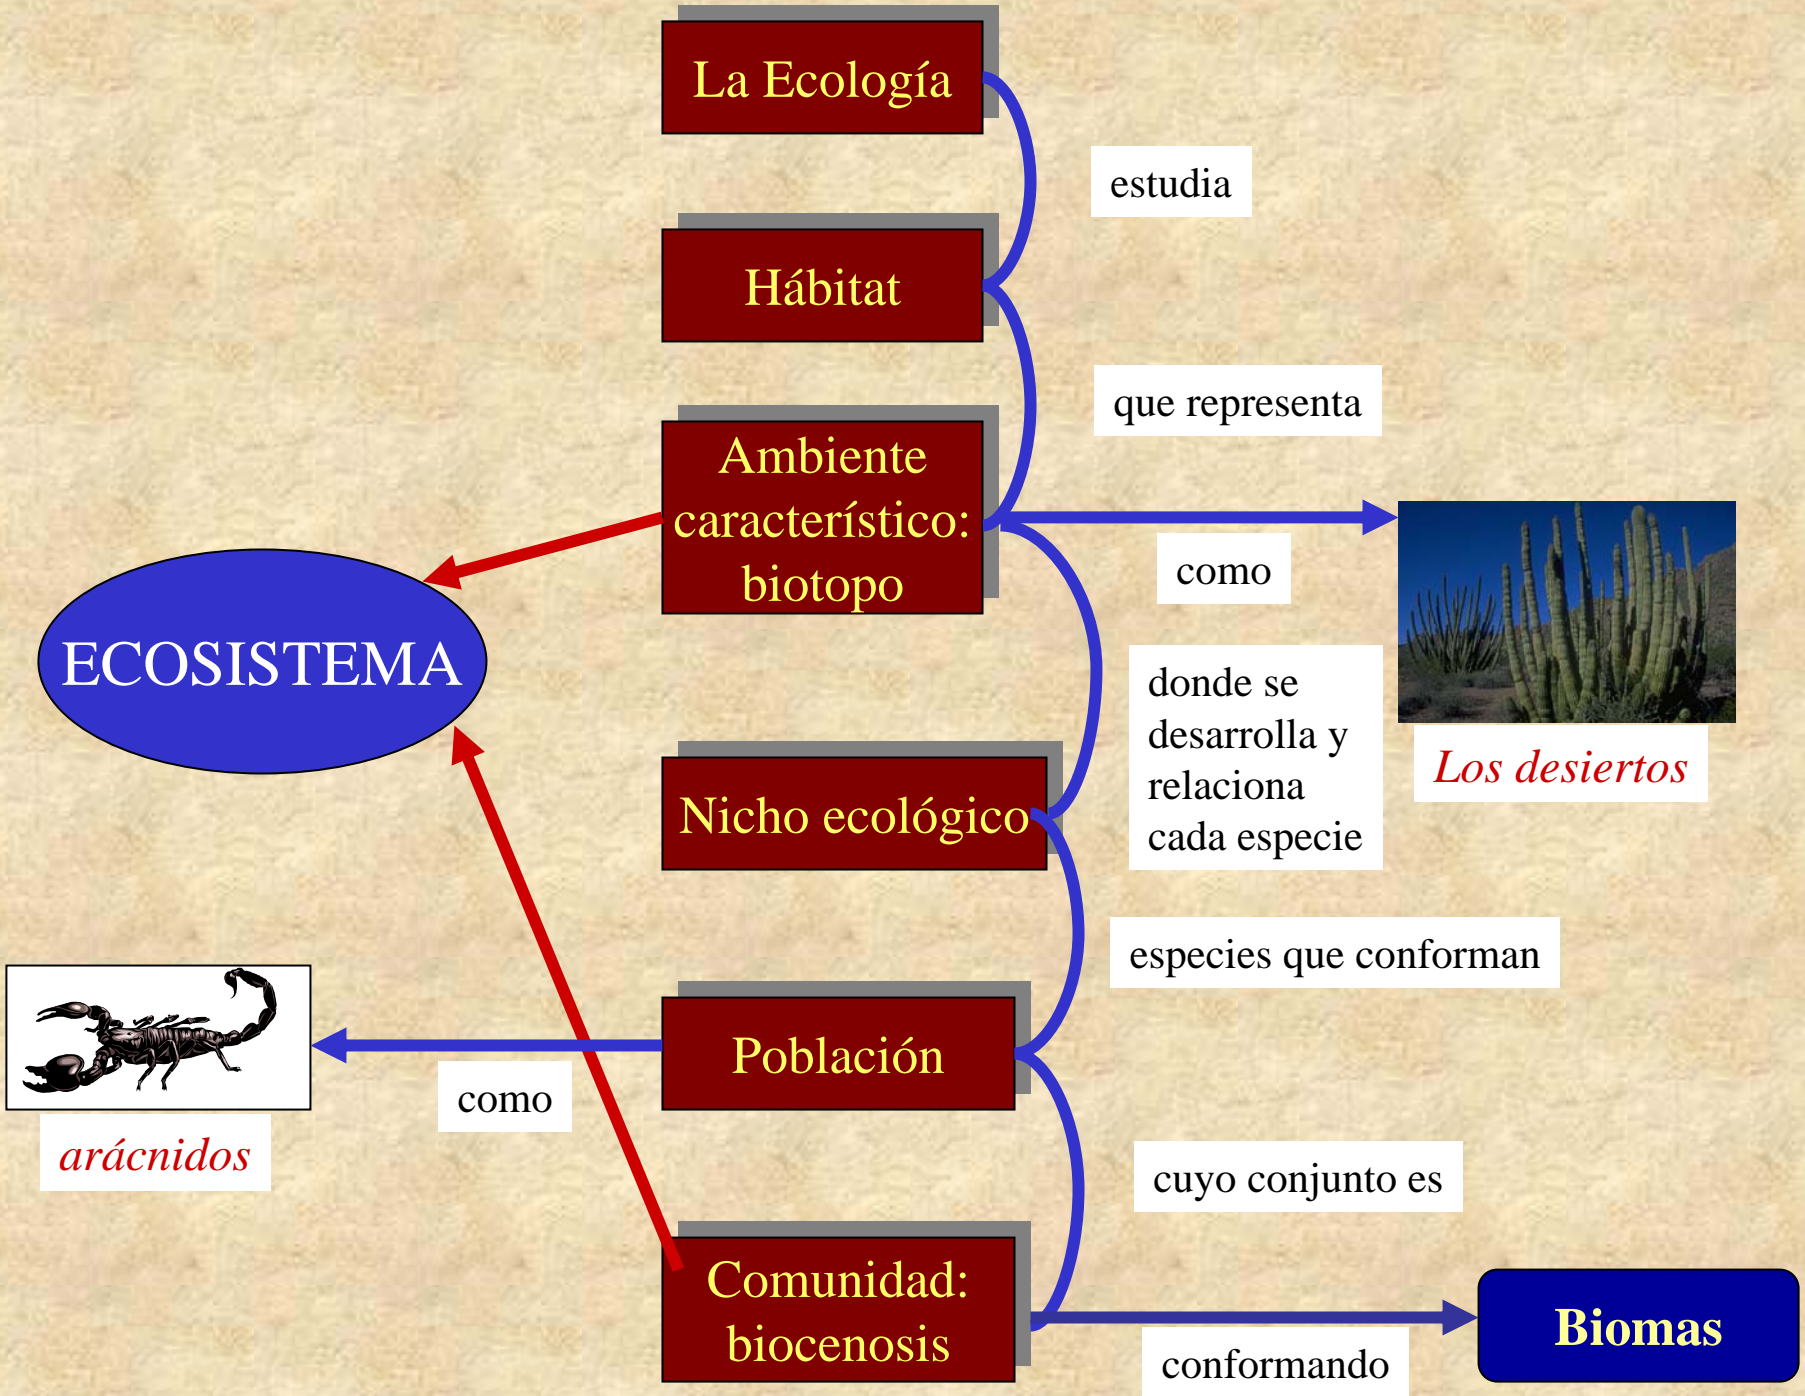 La Ecología
estudia
Hábitat
que representa
Ambiente
característico:
biotopo
como
Los desiertos
ECOSISTEMA
donde se
desarrolla y
relaciona
cada especie
Nicho ecológico
especies que conforman
Población
como
arácnidos
cuyo conjunto es
Comunidad:
biocenosis
conformando
Biomas